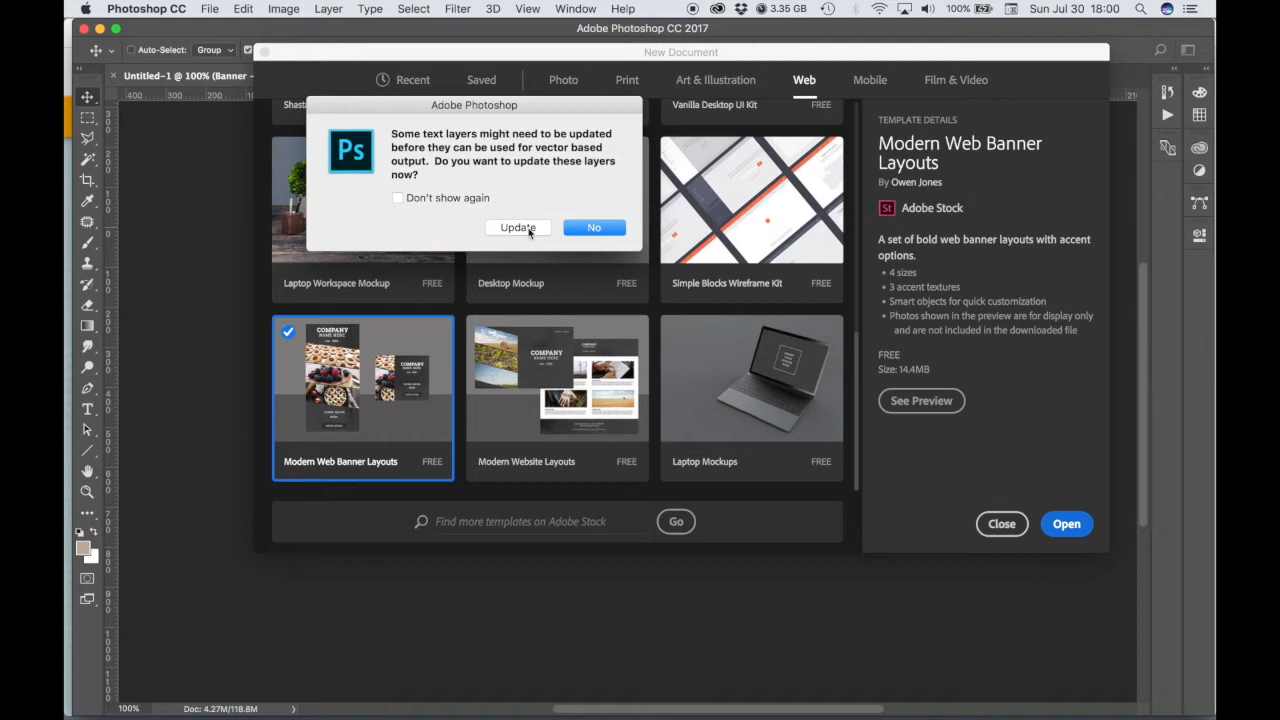 Photoshop CC File Edit Image Layer Type Select Filter 3D View Window Help 3.35 GB 100% Sun Jul 30 18:00
Adobe Photoshop CC 2017
Auto-Select: Group
New Document
Untitled-1 @ 100% (Banner
Recent Saved Photo Print Art & Illustration Web Mobile Film & Video
400 300 200
Vanilla Desktop UI Kit FREE
Adobe Photoshop
Some text layers might need to be updated
before they can be used for vector based
output. Do you want to update these layers
now?
Don't show again
Update No
Ps
Laptop Workspace Mockup FREE
Desktop Mockup FREE
Simple Blocks Wireframe Kit FREE
COMPANY
NAME HERE
COMPANY
NAME HERE
Modern Web Banner Layouts FREE
Modern Website Layouts FREE
Laptop Mockups FREE
Find more templates on Adobe Stock Go
TEMPLATE DETAILS
Modern Web Banner
Layouts
By Owen Jones
St Adobe Stock
A set of bold web banner layouts with accent
options.
• 4 sizes
• 3 accent textures
• Smart objects for quick customization
• Photos shown in the preview are for display only
and are not included in the downloaded file
FREE
Size: 14.4MB
See Preview
Close Open
100% Doc: 4.27M/118.8M